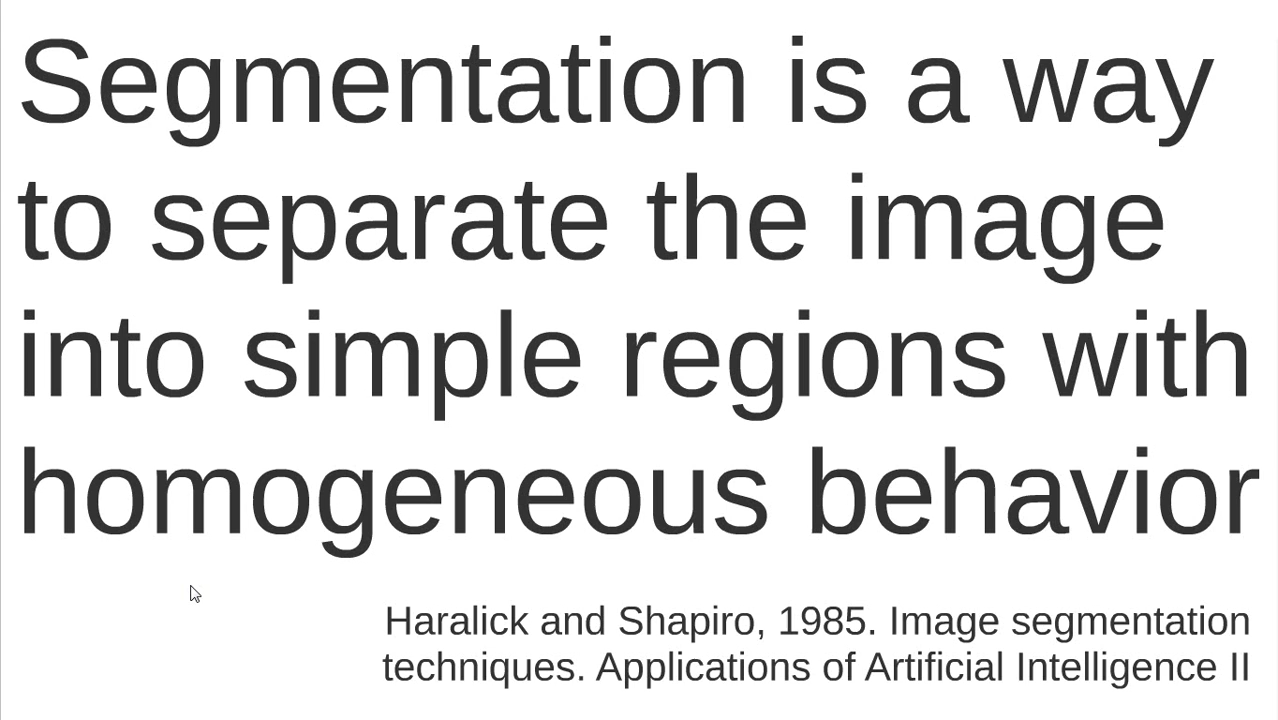 Segmentation is a way
to separate the image
into simple regions with
homogeneous behavior
Haralick and Shapiro, 1985. Image segmentation
techniques. Applications of Artificial Intelligence II